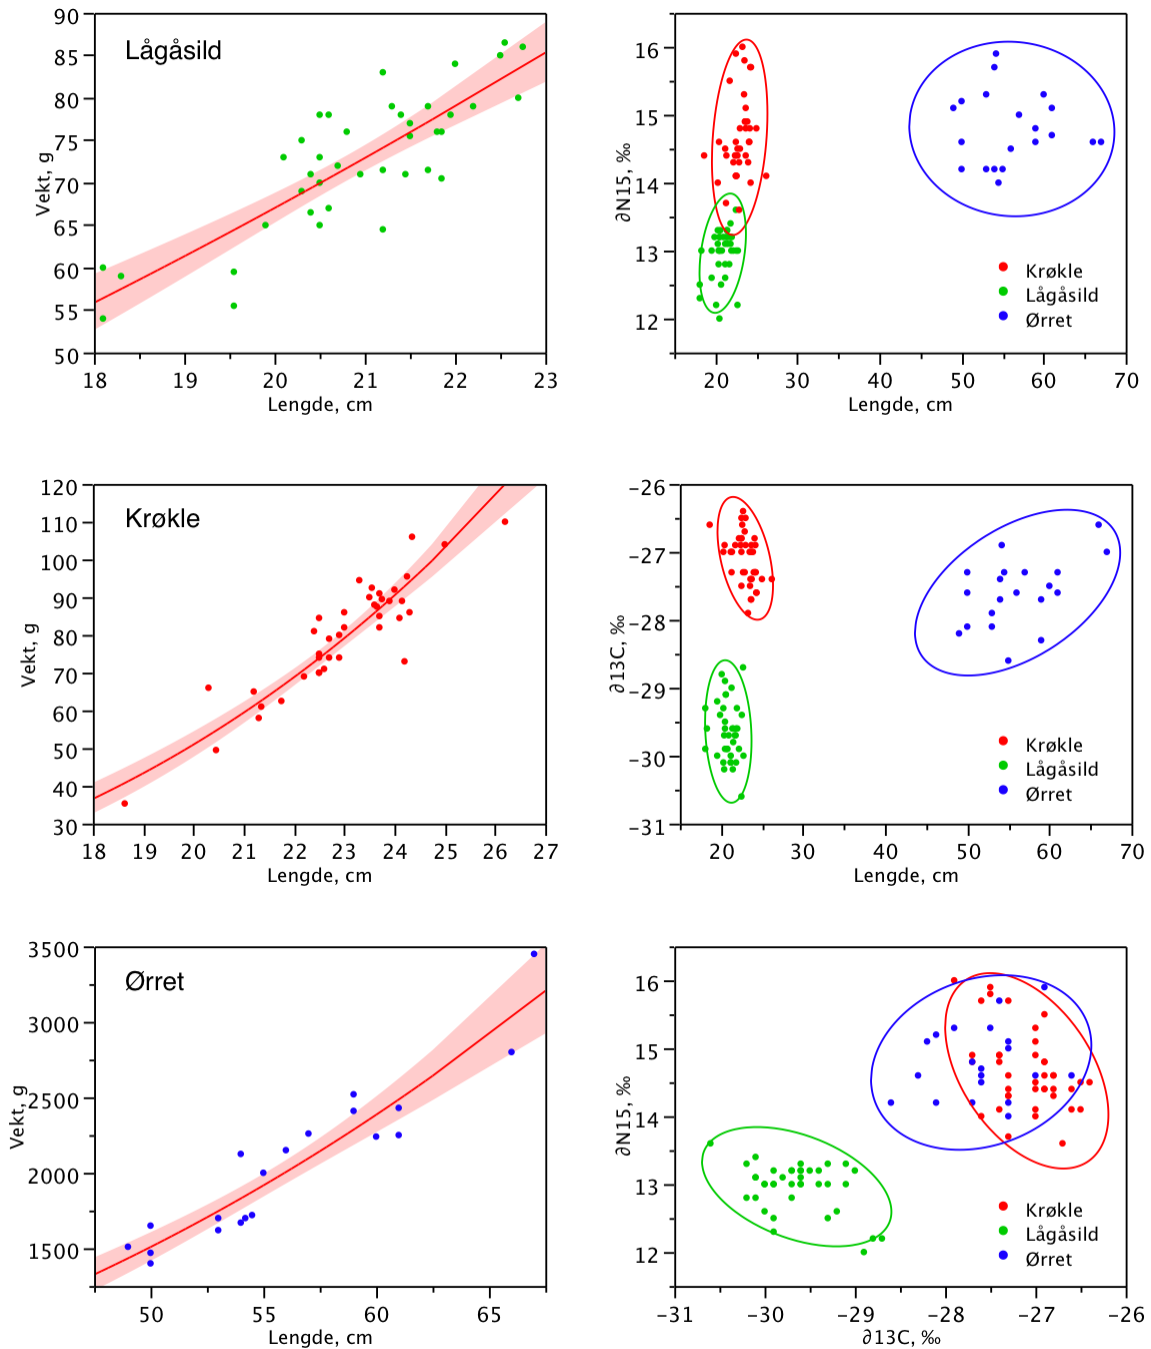 Lågåsild
90
85
80
75
70
65
60
55
50
Vekt, g
18 19 20 21 22 23
Lengde, cm
16
15
14
13
12
∂N15, ‰
Krøkle
Lågåsild
Ørret
20 30 40 50 60 70
Lengde, cm
Krøkle
120
110
100
90
80
70
60
50
40
30
Vekt, g
18 19 20 21 22 23 24 25 26 27
Lengde, cm
−26
−27
−28
−29
−30
−31
∂13C, ‰
Krøkle
Lågåsild
Ørret
20 30 40 50 60 70
Lengde, cm
Ørret
3500
3000
2500
2000
1500
Vekt, g
50 55 60 65
Lengde, cm
16
15
14
13
12
∂N15, ‰
Krøkle
Lågåsild
Ørret
−31 −30 −29 −28 −27 −26
∂13C, ‰